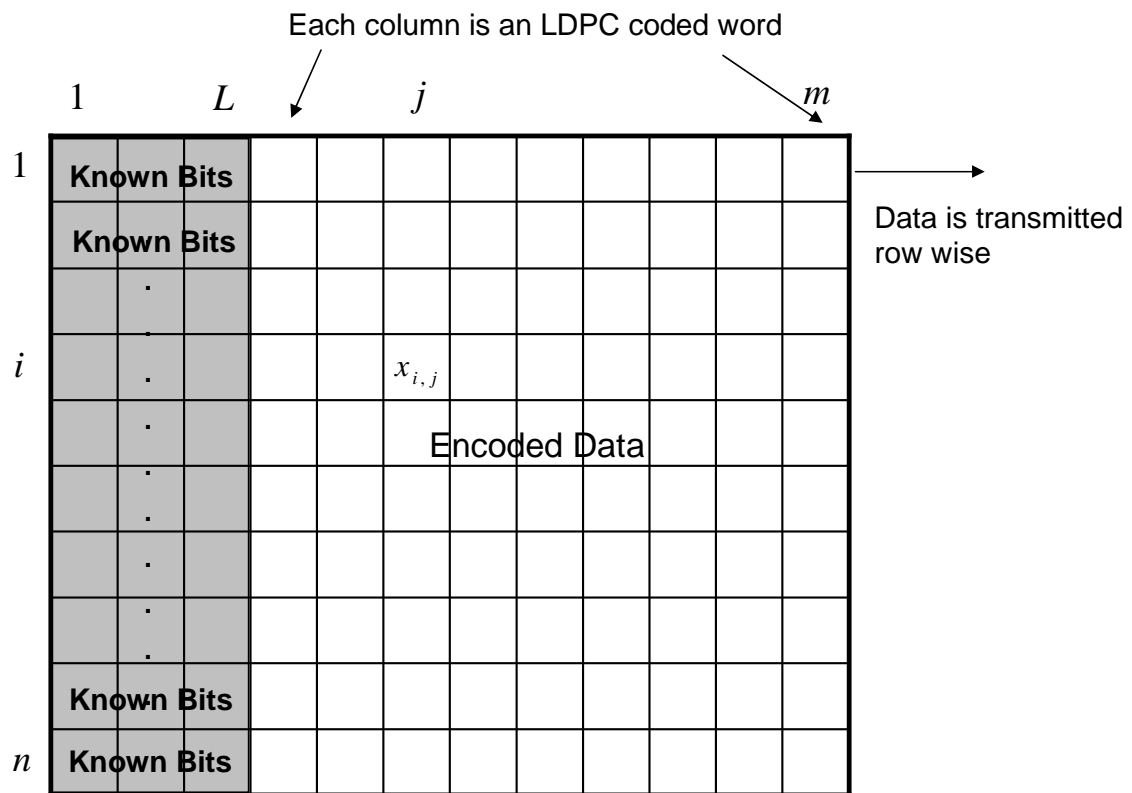 Each column is an LDPC coded word
1 L j m
1 Known Bits
Data is transmitted
row wise
Known Bits
i x_{i,j}
Encoded Data
Known Bits
n Known Bits